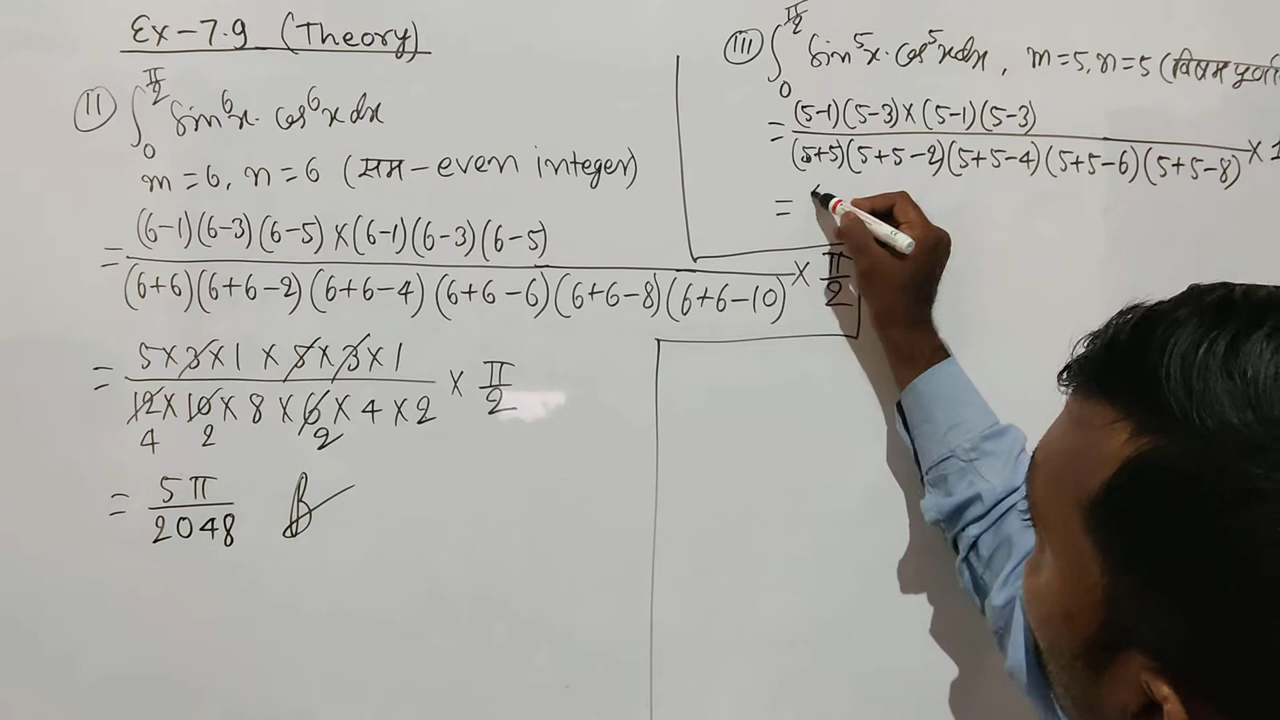 Ex-7.9 (Theory)
(II) ∫₀^{π/2} Sin⁶x · cos⁶x dx
m=6, n=6 (सम-even integer)
= (6-1)(6-3)(6-5)×(6-1)(6-3)(6-5) / (6+6)(6+6-2)(6+6-4)(6+6-6)(6+6-8)(6+6-10) × π/2
= 5×3×1×5×3×1 / 12×10×8×6×4×2 × π/2
4 2 2
= 5π/2048
(III) ∫₀^{π/2} Sin⁵x · cos⁵x dx, m=5, n=5 (विषम
= (5-1)(5-3)×(5-1)(5-3) / (5+5)(5+5-2)(5+5-4)(5+5-6)(5+5-8) × 1
=